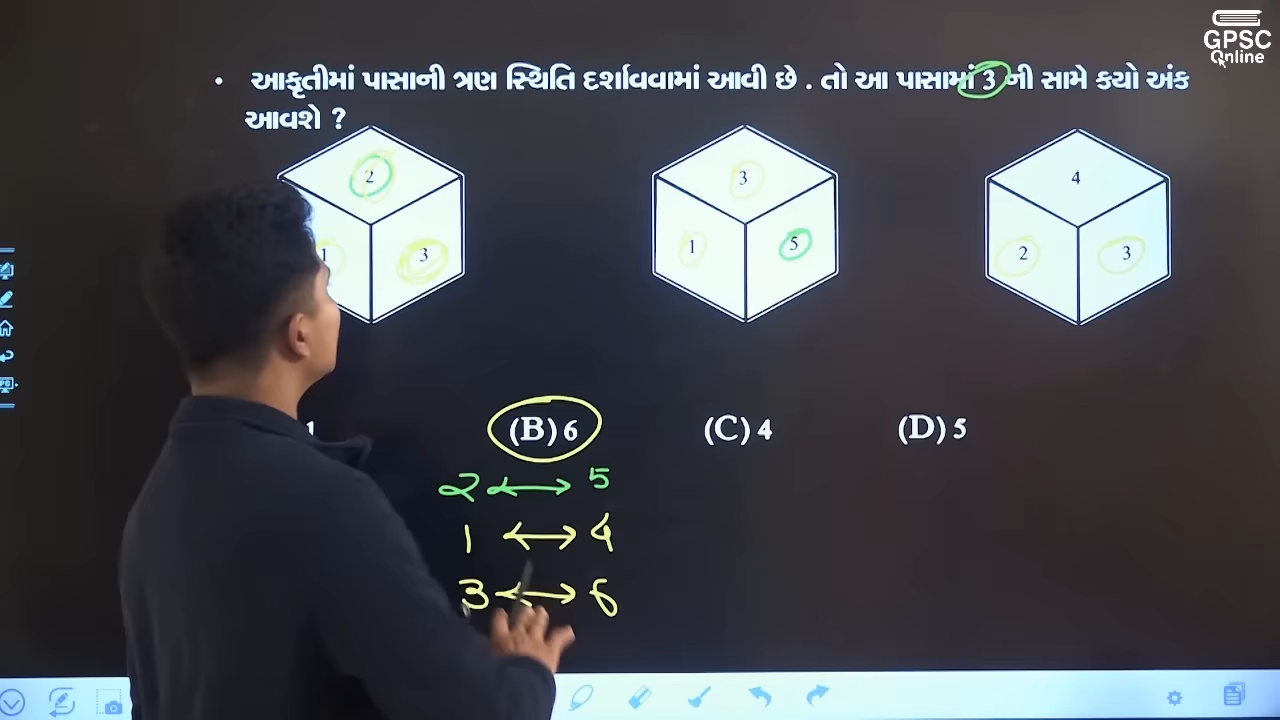 GPSC
Online
• આકૃતીમાં પાસાની ત્રણ સ્થિતિ દર્શાવવામાં આવી છે . તો આ પાસામાં 3 ની સામે કયો અંક
આવશે ?
2
1
3
3
1
5
4
2
3
1
(B) 6
(C) 4
(D) 5
2 ↔ 5
1 ↔ 4
3 ↔ 6